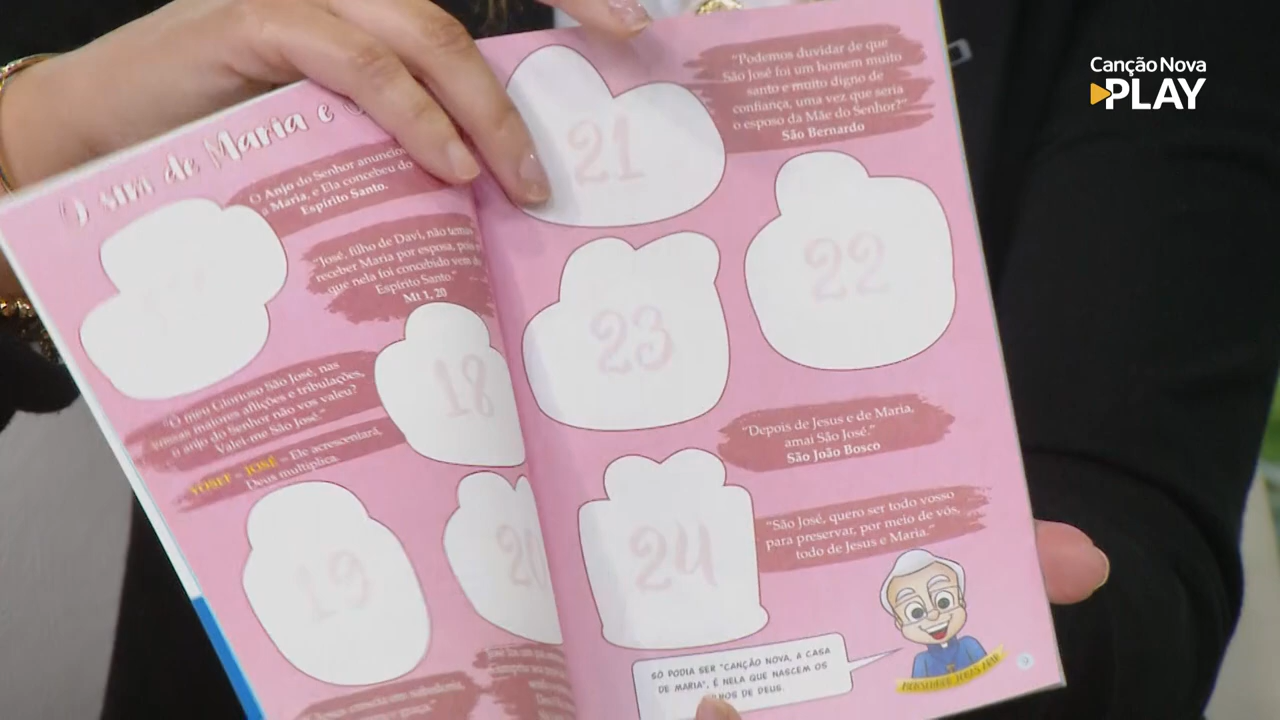 Canção Nova
PLAY
O sim de Maria e
O Anjo do Senhor anunciou
a Maria, e Ela concebeu do
Espírito Santo.
"José, filho de Davi, não temas
receber Maria por esposa, pois
que nela foi concebido vem do
Espírito Santo."
Mt 1, 20
18
"O meu Glorioso São José, nas
vossas maiores aflições e tribulações,
o anjo do Senhor não vos valeu?
Valei-me São José"
YOSEF = JOSÉ = Ele acrescentará,
Deus multiplica.
19
20
21
"Podemos duvidar de que
São José foi um homem muito
santo e muito digno de
confiança, uma vez que seria
o esposo da Mãe do Senhor?"
São Bernardo
22
23
"Depois de Jesus e de Maria,
amai São José."
São João Bosco
24
"São José, quero ser todo vosso
para preservar, por meio de vós,
todo de Jesus e Maria."
SÓ PODIA SER "CANÇÃO NOVA, A CASA
DE MARIA", É NELA QUE NASCEM OS
DE DEUS.
9